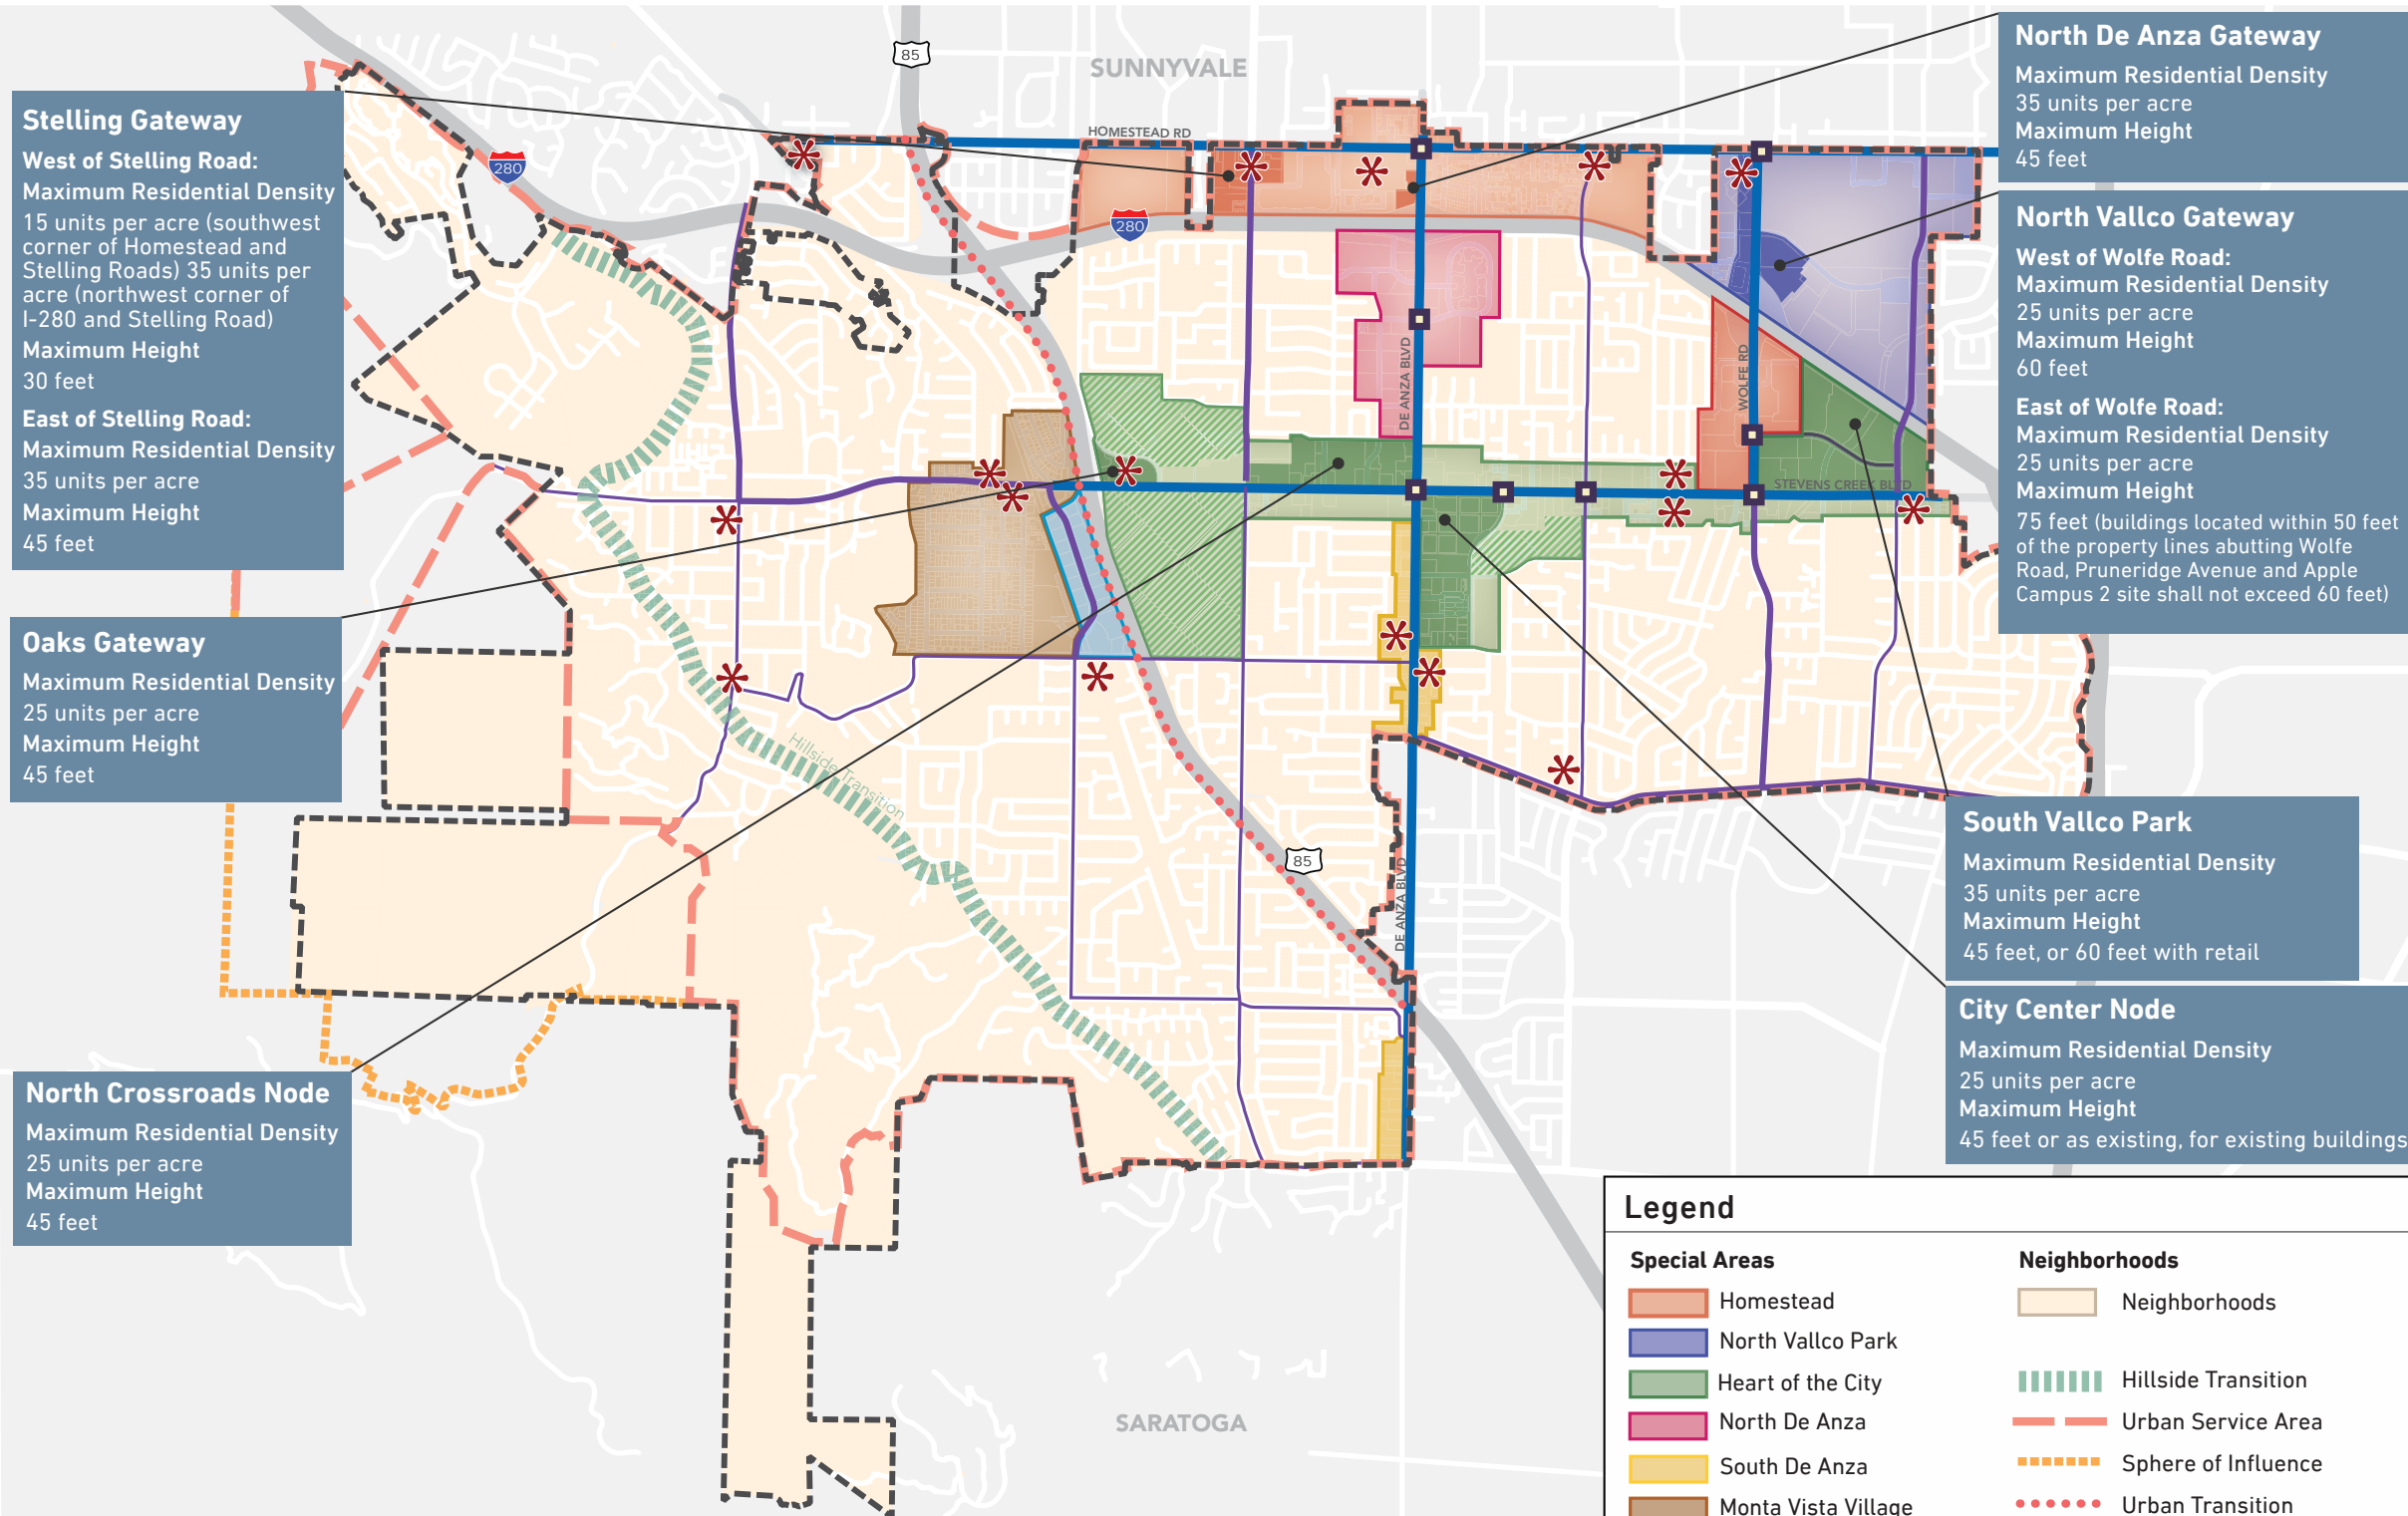 Stelling Gateway
West of Stelling Road:
Maximum Residential Density
15 units per acre (southwest
corner of Homestead and
Stelling Roads) 35 units per
acre (northwest corner of
I-280 and Stelling Road)
Maximum Height
30 feet
East of Stelling Road:
Maximum Residential Density
35 units per acre
Maximum Height
45 feet
Oaks Gateway
Maximum Residential Density
25 units per acre
Maximum Height
45 feet
North Crossroads Node
Maximum Residential Density
25 units per acre
Maximum Height
45 feet
85
SUNNYVALE
HOMESTEAD RD
280
280
DE ANZA BLVD
WOLFE RD
STEVENS CREEK BLVD
Hillside Transition
85
DE ANZA BLVD
SARATOGA
North De Anza Gateway
Maximum Residential Density
35 units per acre
Maximum Height
45 feet
North Vallco Gateway
West of Wolfe Road:
Maximum Residential Density
25 units per acre
Maximum Height
60 feet
East of Wolfe Road:
Maximum Residential Density
25 units per acre
Maximum Height
75 feet (buildings located within 50 feet
of the property lines abutting Wolfe
Road, Pruneridge Avenue and Apple
Campus 2 site shall not exceed 60 feet)
South Vallco Park
Maximum Residential Density
35 units per acre
Maximum Height
45 feet, or 60 feet with retail
City Center Node
Maximum Residential Density
25 units per acre
Maximum Height
45 feet or as existing, for existing buildings
Legend
Special Areas
Homestead
North Vallco Park
Heart of the City
North De Anza
South De Anza
Monta Vista Village
Neighborhoods
Neighborhoods
Hillside Transition
Urban Service Area
Sphere of Influence
Urban Transition